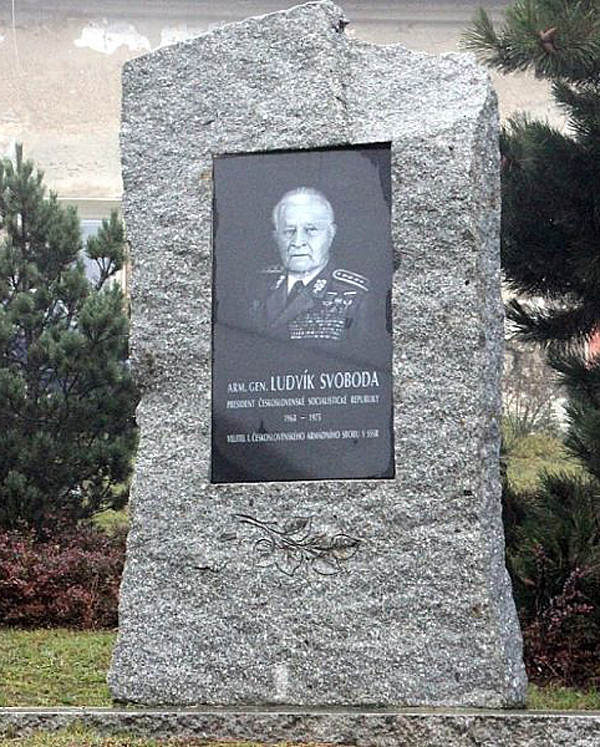 ARM. GEN. LUDVÍK SVOBODA
PRESIDENT ČESKOSLOVENSKÉ SOCIALISTICKÉ REPUBLIKY
1968 – 1975
VELITEL 1. ČESKOSLOVENSKÉHO ARMÁDNÍHO SBORU V SSSR